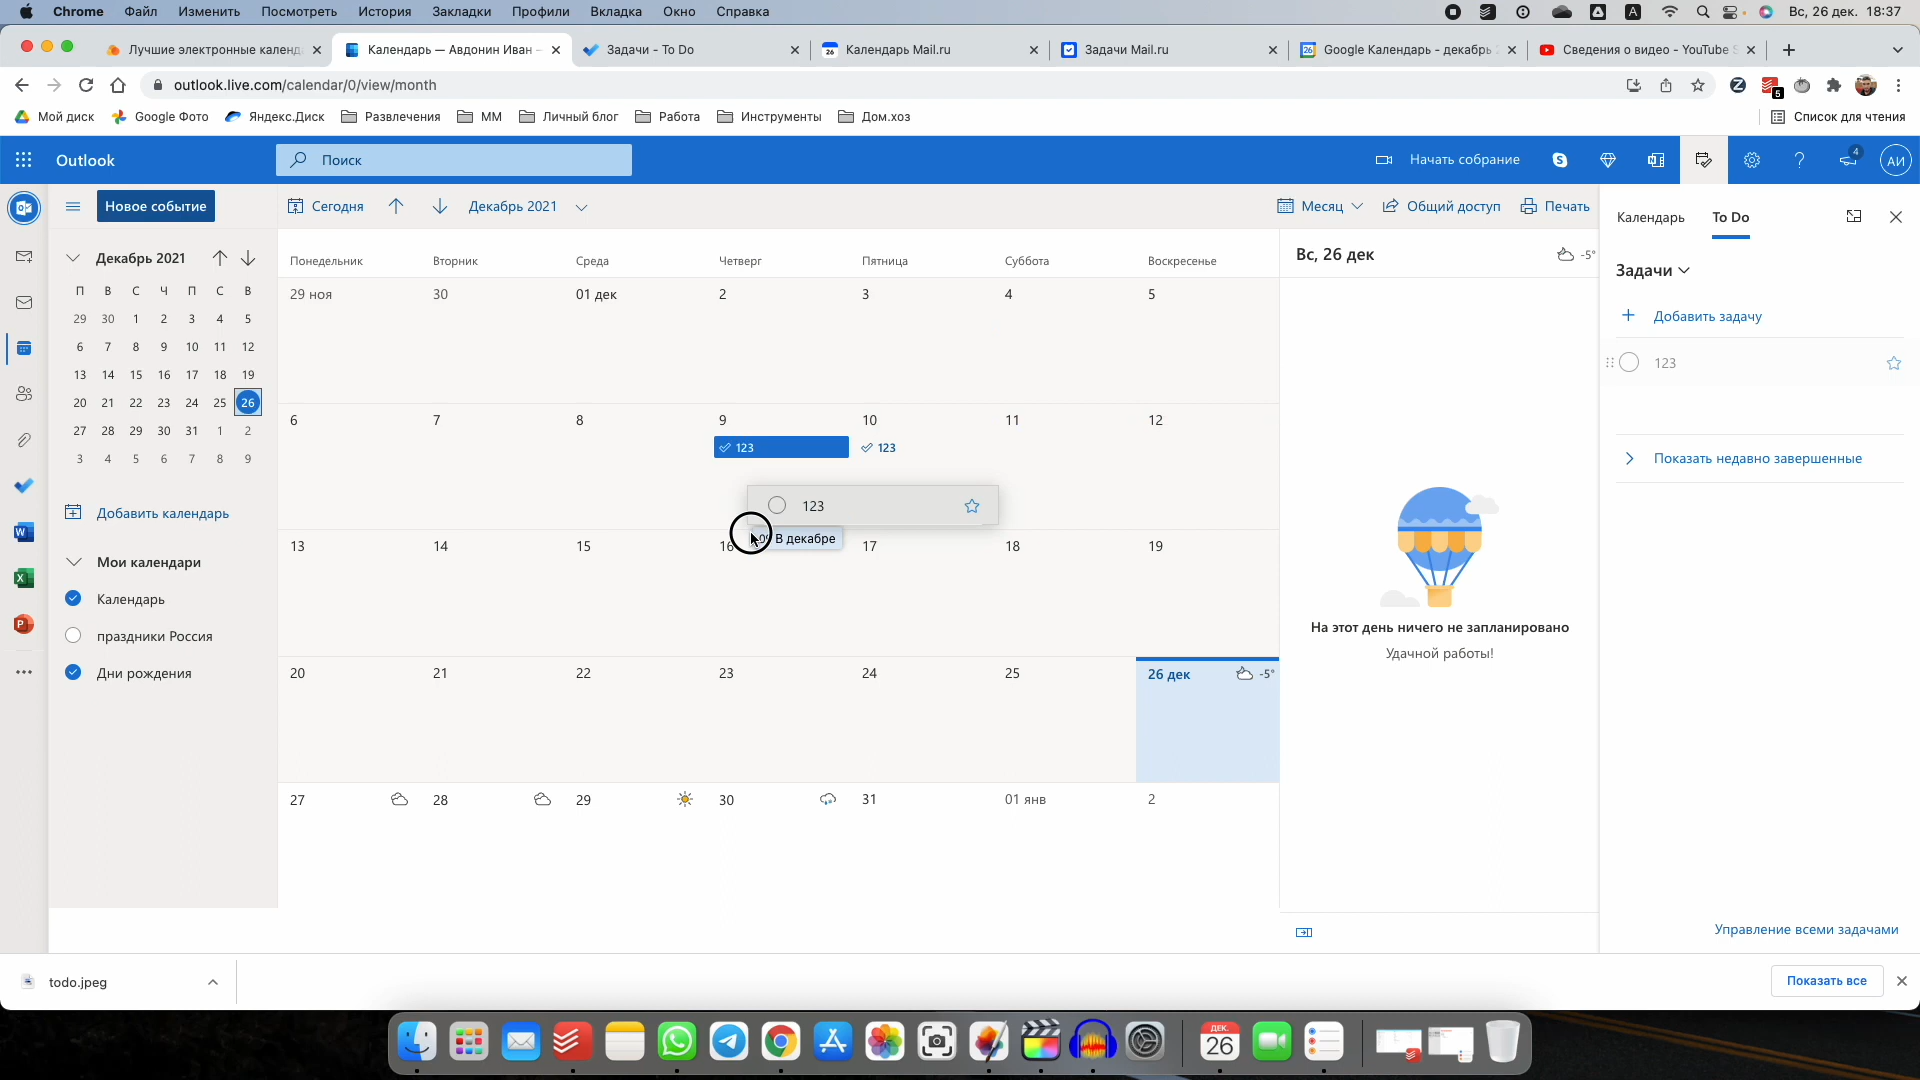 Chrome Файл Изменить Посмотреть История Закладки Профили Вкладка Окно Справка
A Вс, 26 дек. 18:37
Лучшие электронные календ
Календарь — Авдонин Иван -
Задачи - To Do
Календарь Mail.ru
Задачи Mail.ru
Google Календарь - декабрь 2
Сведения о видео - YouTube S
outlook.live.com/calendar/0/view/month
5
Мой диск Google Фото Яндекс.Диск Развлечения ММ Личный блог Работа Инструменты Дом.хоз
Список для чтения
Outlook
Поиск
Начать собрание
4
АИ
Новое событие
Сегодня
Декабрь 2021
Месяц
Общий доступ
Печать
Декабрь 2021
П В С Ч П С В
29 30 1 2 3 4 5
6 7 8 9 10 11 12
13 14 15 16 17 18 19
20 21 22 23 24 25 26
27 28 29 30 31 1 2
3 4 5 6 7 8 9
Добавить календарь
Мои календари
Календарь
праздники Россия
Дни рождения
Понедельник Вторник Среда Четверг Пятница Суббота Воскресенье
29 ноя 30 01 дек 2 3 4 5
6 7 8 9 10 11 12
123 123
123
В декабре
13 14 15 16 17 18 19
20 21 22 23 24 25 26 дек -5°
27 28 29 30 31 01 янв 2
Вс, 26 дек
-5°
На этот день ничего не запланировано
Удачной работы!
Календарь To Do
Задачи
Добавить задачу
123
Показать недавно завершенные
Управление всеми задачами
todo.jpeg
Показать все
ДЕК.
26